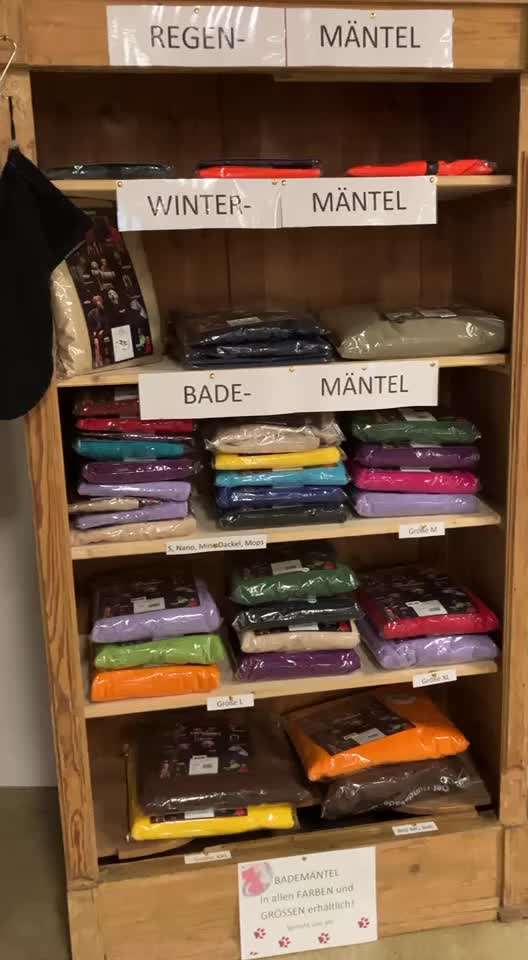 REGEN- MÄNTEL
WINTER- MÄNTEL
BADE- MÄNTEL
S, Nano, Mini, Dackel, Mops
Größe M
Größe L
Größe XL
BADEMÄNTEL
in allen FARBEN und
GRÖSSEN erhältlich!